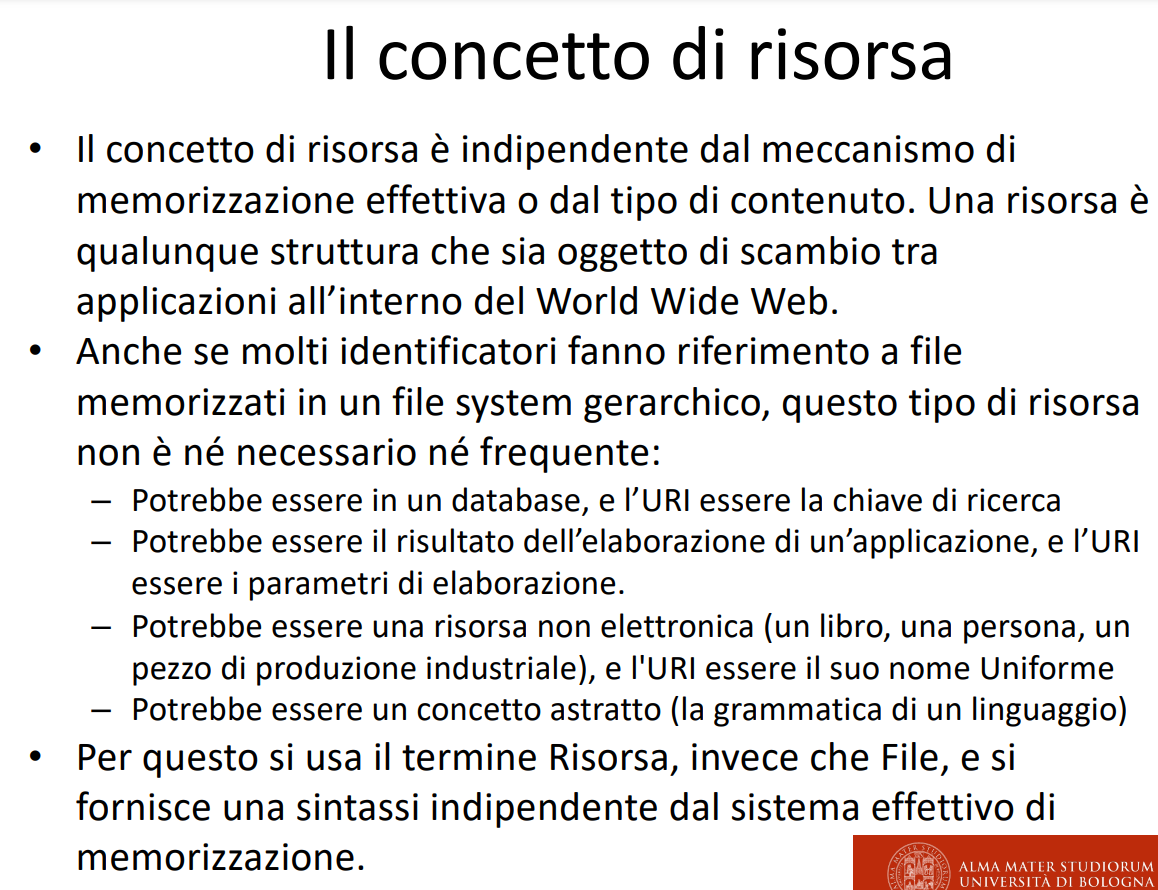 Il concetto di risorsa
• Il concetto di risorsa è indipendente dal meccanismo di
memorizzazione effettiva o dal tipo di contenuto. Una risorsa è
qualunque struttura che sia oggetto di scambio tra
applicazioni all’interno del World Wide Web.
• Anche se molti identificatori fanno riferimento a file
memorizzati in un file system gerarchico, questo tipo di risorsa
non è né necessario né frequente:
– Potrebbe essere in un database, e l’URI essere la chiave di ricerca
– Potrebbe essere il risultato dell’elaborazione di un’applicazione, e l’URI
essere i parametri di elaborazione.
– Potrebbe essere una risorsa non elettronica (un libro, una persona, un
pezzo di produzione industriale), e l'URI essere il suo nome Uniforme
– Potrebbe essere un concetto astratto (la grammatica di un linguaggio)
• Per questo si usa il termine Risorsa, invece che File, e si
fornisce una sintassi indipendente dal sistema effettivo di
memorizzazione.
ALMA MATER STUDIORUM
UNIVERSITÀ DI BOLOGNA